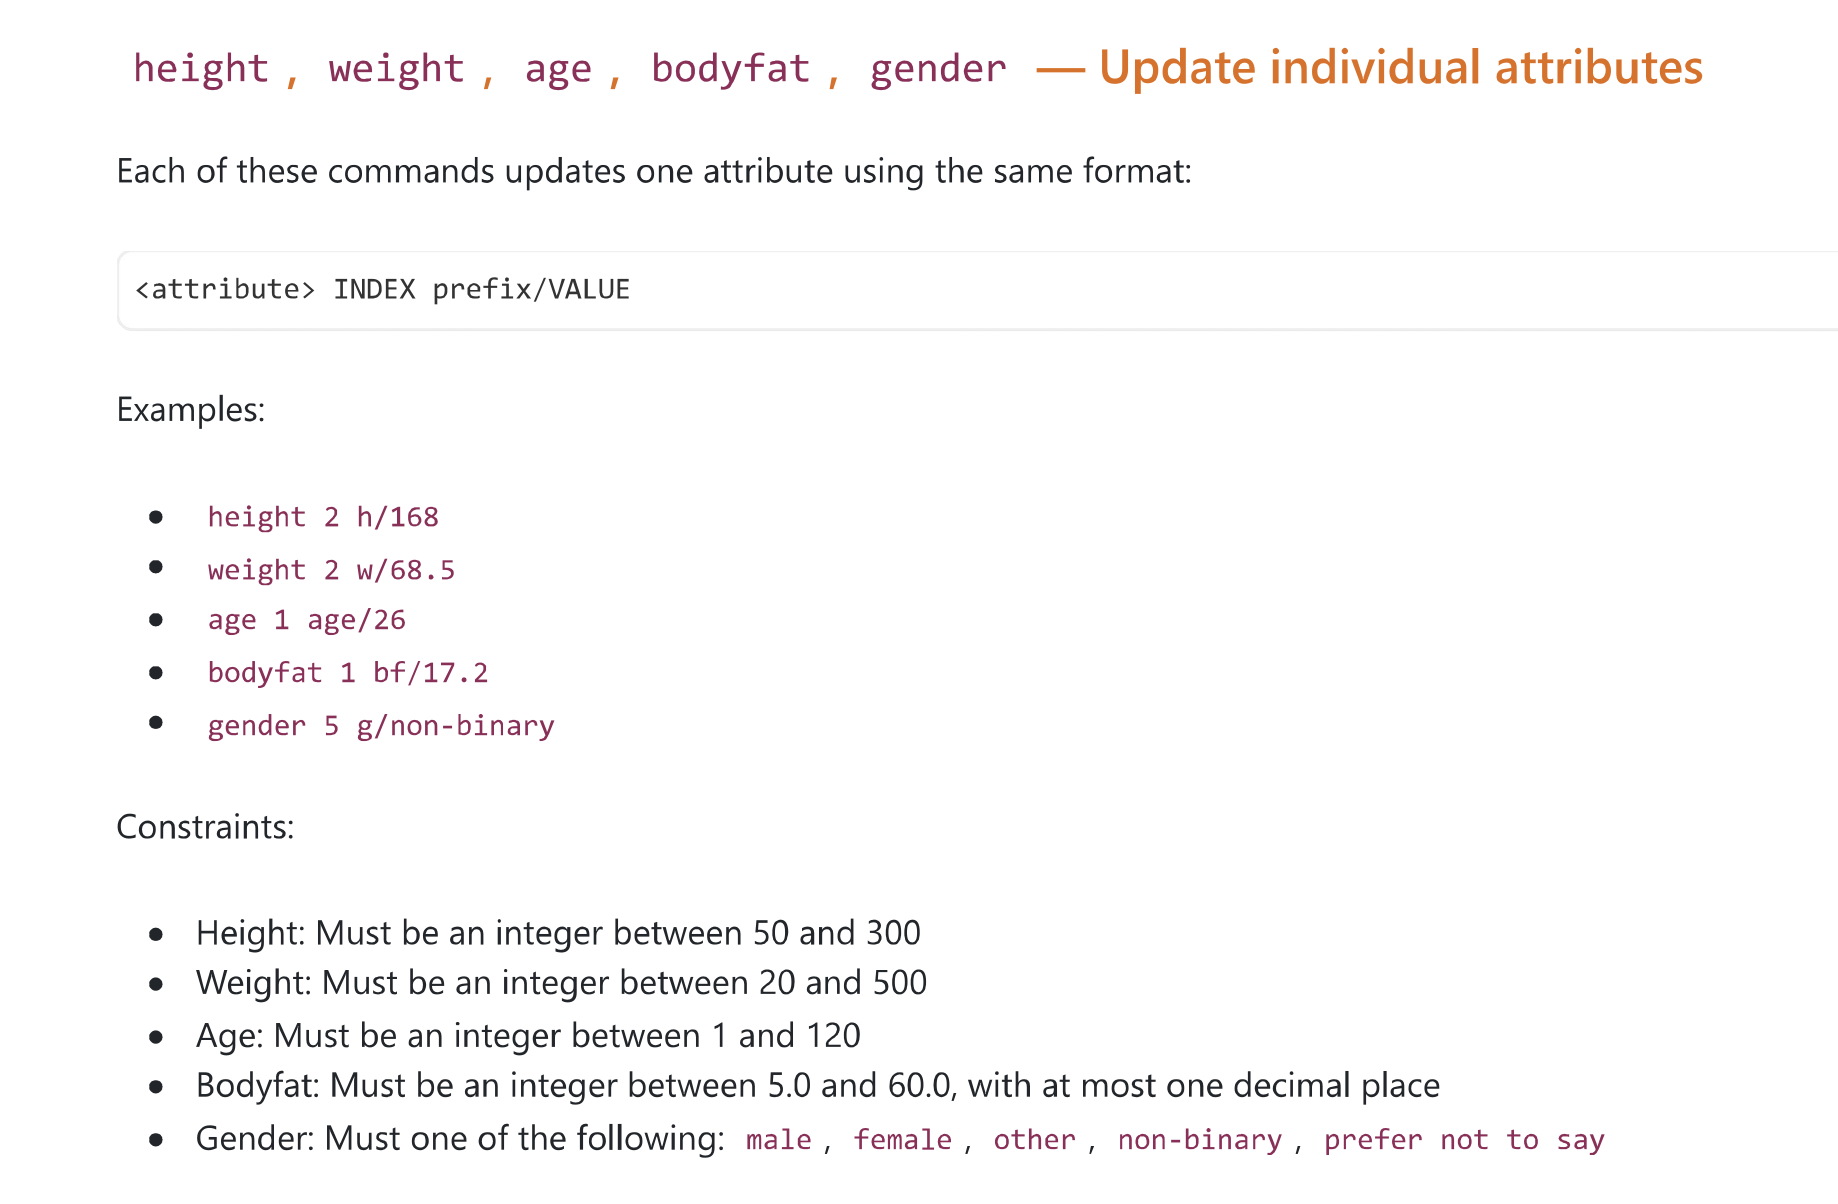 height , weight , age , bodyfat , gender — Update individual attributes
Each of these commands updates one attribute using the same format:
<attribute> INDEX prefix/VALUE
Examples:
● height 2 h/168
● weight 2 w/68.5
● age 1 age/26
● bodyfat 1 bf/17.2
● gender 5 g/non-binary
Constraints:
● Height: Must be an integer between 50 and 300
● Weight: Must be an integer between 20 and 500
● Age: Must be an integer between 1 and 120
● Bodyfat: Must be an integer between 5.0 and 60.0, with at most one decimal place
● Gender: Must one of the following: male , female , other , non-binary , prefer not to say